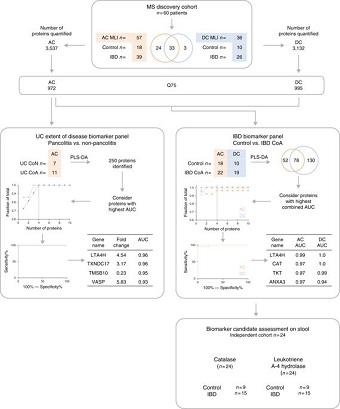 MS discovery cohort
n=60 patients
Number of
proteins quantified
AC
3,537
AC MLI n= 57
Control n= 18
IBD n= 39
24 33 3
DC MLI n= 36
Control n= 10
IBD n= 26
Number of
proteins quantified
DC
3,132
AC
972
Q75
DC
995
UC extent of disease biomarker panel
Pancolitis vs. non-pancolitis
AC
UC CoN n= 7
UC CoA n= 11
PLS-DA
250 proteins
identified
Consider
proteins with
highest AUC
Fraction of total
Number of proteins
Sensitivity%
100% — Specificity%
Gene name Fold change AUC
LTA4H 4.54 0.96
TXNDC17 3.17 0.96
TMSB10 0.23 0.95
VASP 5.83 0.93
IBD biomarker panel
Control vs. IBD CoA
AC DC
Control n= 18 10
IBD CoA n= 22 19
PLS-DA
52 78 130
Consider proteins
with highest
combined AUC
Fraction of total
AC
DC
Number of proteins
Sensitivity%
AC
DC
100% — Specificity%
Gene name AC AUC DC AUC
LTA4H 0.99 1.0
CAT 0.97 1.0
TKT 0.97 0.99
ANXA3 0.97 0.94
Biomarker candidate assessment on stool
Independent cohort n=24
Catalase
(n=24)
Control n=9
IBD n=15
Leukotriene
A-4 hydrolase
(n=24)
Control n=9
IBD n=15